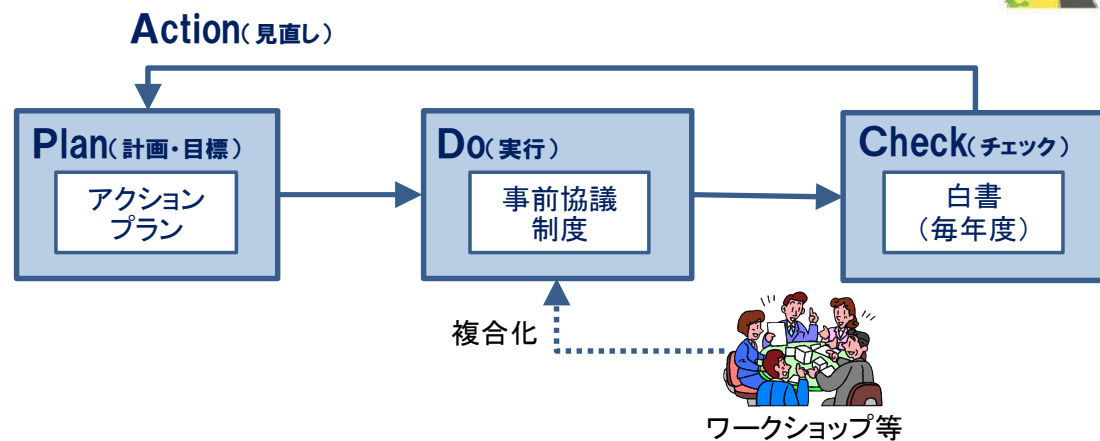 Action(見直し)
Plan(計画・目標)
アクション
プラン
Do(実行)
事前協議
制度
Check(チェック)
白書
(毎年度)
複合化
ワークショップ等